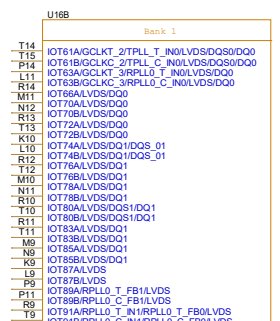 U16B
Bank 1
T14 IOT61A/GCLKT_2/TPLL_T_IN0/LVDS/DQS0/DQ0
T15 IOT61B/GCLKC_2/TPLL_C_IN0/LVDS/DQS0/DQ0
P14 IOT63A/GCLKT_3/RPLL0_T_IN0/LVDS/DQ0
L11 IOT63B/GCLKC_3/RPLL0_C_IN0/LVDS/DQ0
R14 IOT66A/LVDS/DQ0
M11 IOT70A/LVDS/DQ0
N12 IOT70B/LVDS/DQ0
R13 IOT72A/LVDS/DQ0
T13 IOT72B/LVDS/DQ0
K10 IOT74A/LVDS/DQ1/DQS_01
L10 IOT74B/LVDS/DQ1/DQS_01
R12 IOT76A/LVDS/DQ1
T12 IOT76B/LVDS/DQ1
M10 IOT78A/LVDS/DQ1
N11 IOT78B/LVDS/DQ1
R10 IOT80A/LVDS/DQS1/DQ1
T10 IOT80B/LVDS/DQS1/DQ1
R11 IOT83A/LVDS/DQ1
T11 IOT83B/LVDS/DQ1
M9 IOT85A/LVDS/DQ1
N9 IOT85B/LVDS/DQ1
K9 IOT87A/LVDS
L9 IOT87B/LVDS
P9 IOT89A/RPLL0_T_FB1/LVDS
P11 IOT89B/RPLL0_C_FB1/LVDS
R9 IOT91A/RPLL0_T_IN1/RPLL0_T_FB0/LVDS
T9